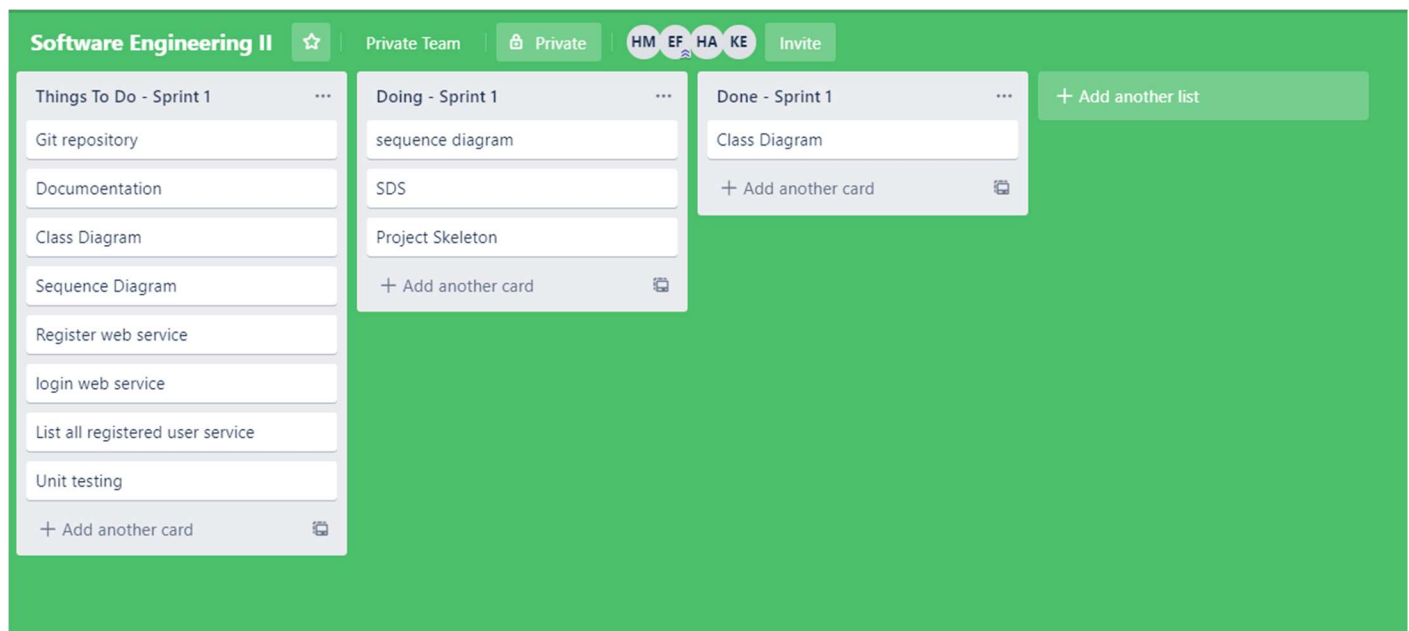 Software Engineering II
Private Team
Private
HM EF HA KE
Invite
Things To Do - Sprint 1
Git repository
Documoentation
Class Diagram
Sequence Diagram
Register web service
login web service
List all registered user service
Unit testing
+ Add another card
Doing - Sprint 1
sequence diagram
SDS
Project Skeleton
+ Add another card
Done - Sprint 1
Class Diagram
+ Add another card
+ Add another list